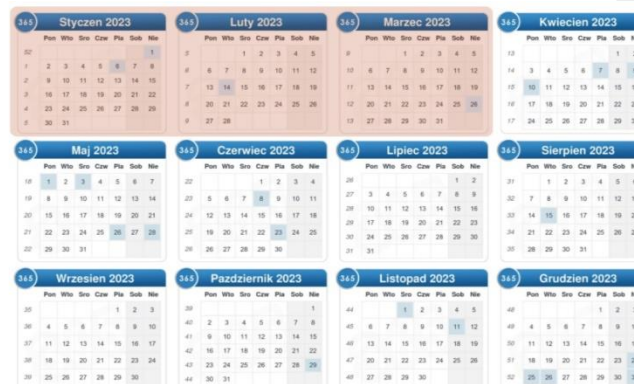 365 Styczen 2023
Pon Wto Sro Czw Pia Sob Nie
52 1
1 2 3 4 5 6 7 8
2 9 10 11 12 13 14 15
3 16 17 18 19 20 21 22
4 23 24 25 26 27 28 29
5 30 31
365 Luty 2023
Pon Wto Sro Czw Pia Sob Nie
5 1 2 3 4 5
6 6 7 8 9 10 11 12
7 13 14 15 16 17 18 19
8 20 21 22 23 24 25 26
9 27 28
365 Marzec 2023
Pon Wto Sro Czw Pia Sob Nie
9 1 2 3 4 5
10 6 7 8 9 10 11 12
11 13 14 15 16 17 18 19
12 20 21 22 23 24 25 26
13 27 28 29 30 31
365 Kwiecien 2023
Pon Wto Sro Czw Pia Sob
13 1
14 3 4 5 6 7 8
15 10 11 12 13 14 15
16 17 18 19 20 21 22
17 24 25 26 27 28 29
365 Maj 2023
Pon Wto Sro Czw Pia Sob Nie
18 1 2 3 4 5 6 7
19 8 9 10 11 12 13 14
20 15 16 17 18 19 20 21
21 22 23 24 25 26 27 28
22 29 30 31
365 Czerwiec 2023
Pon Wto Sro Czw Pia Sob Nie
22 1 2 3 4
23 5 6 7 8 9 10 11
24 12 13 14 15 16 17 18
25 19 20 21 22 23 24 25
26 26 27 28 29 30
365 Lipiec 2023
Pon Wto Sro Czw Pia Sob Nie
26 1 2
27 3 4 5 6 7 8 9
28 10 11 12 13 14 15 16
29 17 18 19 20 21 22 23
30 24 25 26 27 28 29 30
31 31
365 Sierpien 2023
Pon Wto Sro Czw Pia Sob
31 1 2 3 4 5
32 7 8 9 10 11 12
33 14 15 16 17 18 19
34 21 22 23 24 25 26
35 28 29 30 31
365 Wrzesien 2023
Pon Wto Sro Czw Pia Sob Nie
35 1 2 3
36 4 5 6 7 8 9 10
37 11 12 13 14 15 16 17
38 18 19 20 21 22 23 24
39 25 26 27 28 29 30
365 Pazdziernik 2023
Pon Wto Sro Czw Pia Sob Nie
39 1
40 2 3 4 5 6 7 8
41 9 10 11 12 13 14 15
42 16 17 18 19 20 21 22
43 23 24 25 26 27 28 29
44 30 31
365 Listopad 2023
Pon Wto Sro Czw Pia Sob Nie
44 1 2 3 4 5
45 6 7 8 9 10 11 12
46 13 14 15 16 17 18 19
47 20 21 22 23 24 25 26
48 27 28 29 30
365 Grudzien 2023
Pon Wto Sro Czw Pia Sob
48 1 2
49 4 5 6 7 8 9
50 11 12 13 14 15 16
51 18 19 20 21 22 23
52 25 26 27 28 29 30